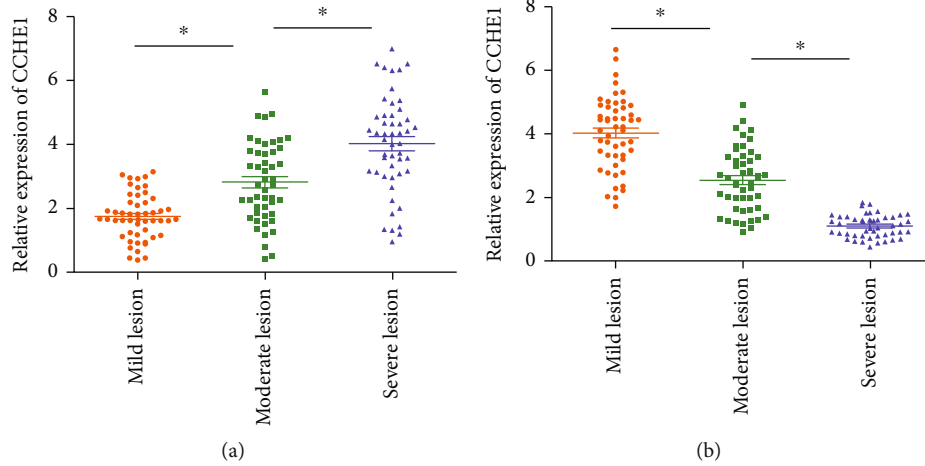 Relative expression of CCHE1
8
6
4
2
0
*
*
Mild lesion
Moderate lesion
Severe lesion
(a)
Relative expression of CCHE1
8
6
4
2
0
*
*
Mild lesion
Moderate lesion
Severe lesion
(b)